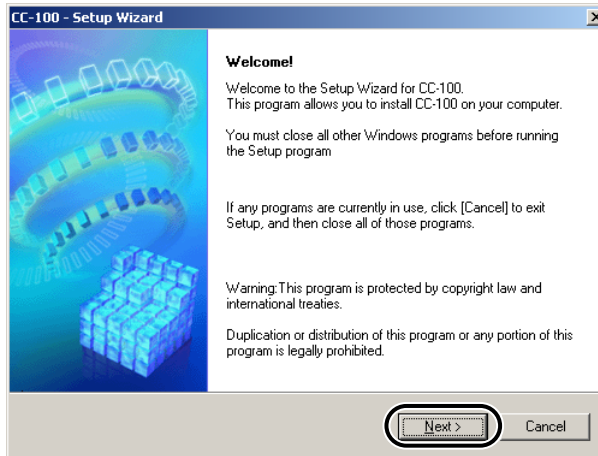 CC-100 - Setup Wizard
Welcome!
Welcome to the Setup Wizard for CC-100.
This program allows you to install CC-100 on your computer.
You must close all other Windows programs before running
the Setup program
If any programs are currently in use, click [Cancel] to exit
Setup, and then close all of those programs.
Warning:This program is protected by copyright law and
international treaties.
Duplication or distribution of this program or any portion of this
program is legally prohibited.
Next >
Cancel